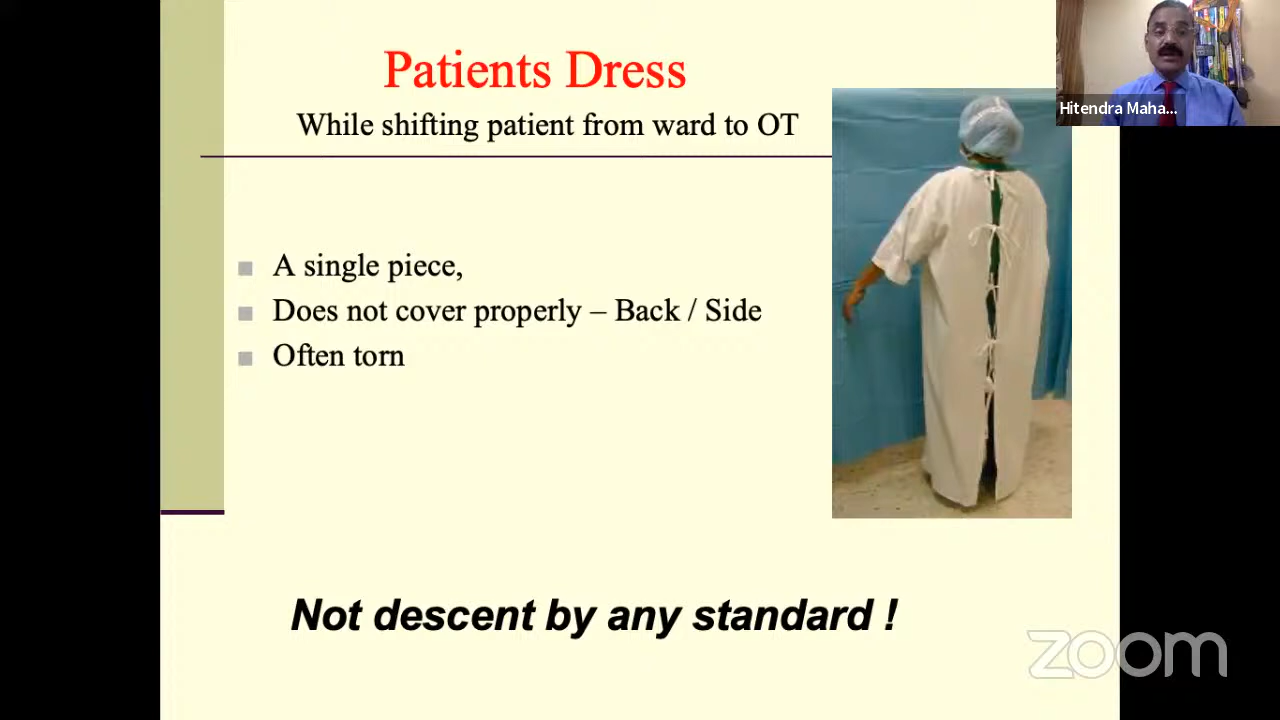 Patients Dress
While shifting patient from ward to OT
Hitendra Maha...
A single piece,
Does not cover properly – Back / Side
Often torn
Not descent by any standard !
zoom